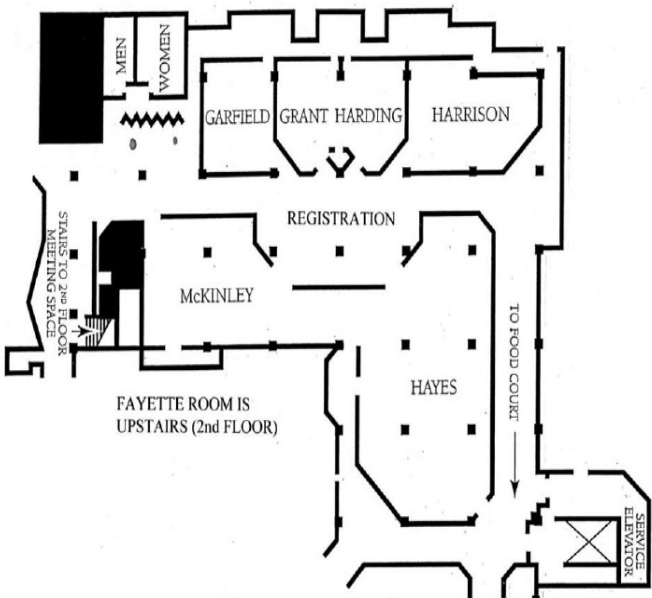 MEN
WOMEN
GARFIELD
GRANT HARDING
HARRISON
REGISTRATION
STAIRS TO 2ND FLOOR
MEETING SPACE
McKINLEY
TO FOOD COURT
HAYES
FAYETTE ROOM IS
UPSTAIRS (2nd FLOOR)
SERVICE
ELEVATOR